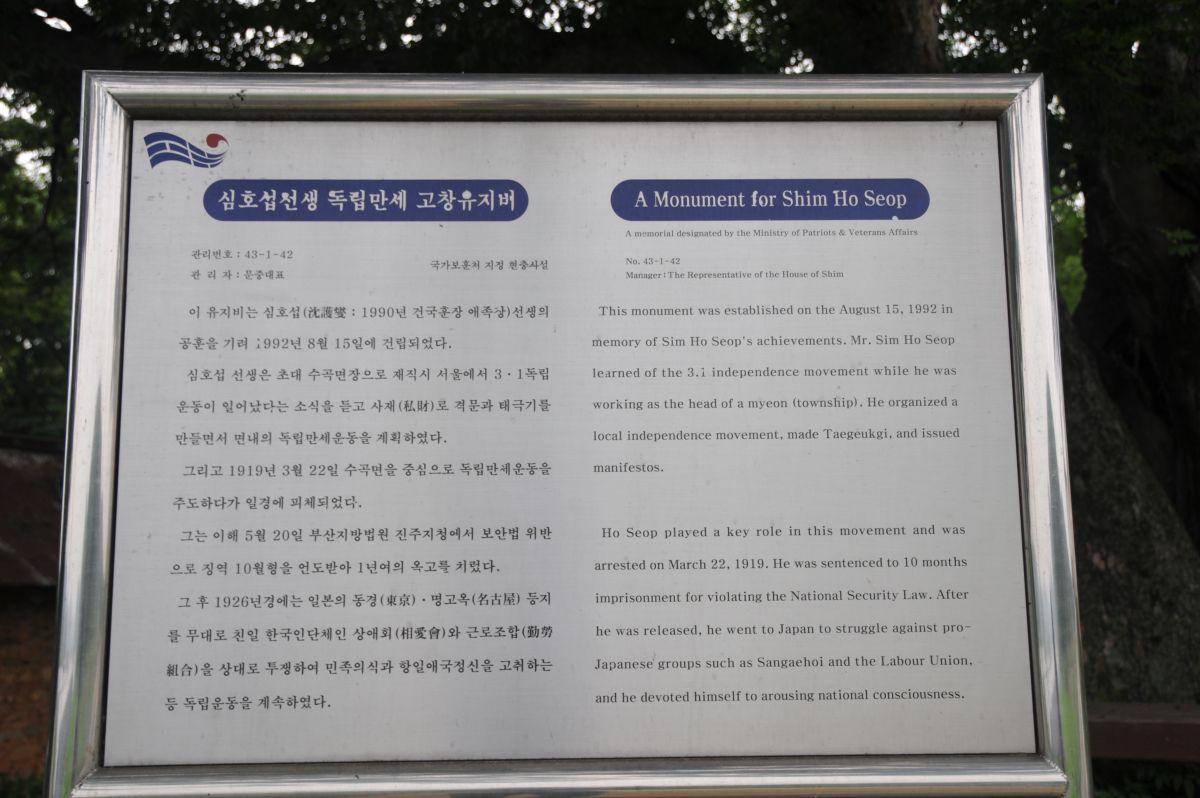 심호섭선생 독립만세 고창유지비
관리번호 : 43-1-42
관 리 자 : 문중대표
국가보훈처 지정 현충사설
이 유지비는 심호섭(沈護燮 : 1990년 건국훈장 애족장)선생의
공훈을 기려 1992년 8월 15일에 건립되었다.
심호섭 선생은 초대 수곡면장으로 재직시 서울에서 3·1독립
운동이 일어났다는 소식을 듣고 사재(私財)로 격문과 태극기를
만들면서 면내의 독립만세운동을 계획하였다.
그리고 1919년 3월 22일 수곡면을 중심으로 독립만세운동을
주도하다가 일경에 피체되었다.
그는 이해 5월 20일 부산지방법원 진주지청에서 보안법 위반
으로 징역 10월형을 언도받아 1년여의 옥고를 치렀다.
그 후 1926년경에는 일본의 동경(東京)·명고옥(名古屋) 등지
를 무대로 친일 한국인단체인 상애회(相愛會)와 근로조합(勤勞
組合)을 상대로 투쟁하여 민족의식과 항일애국정신을 고취하는
등 독립운동을 계속하였다.
A Monument for Shim Ho Seop
A memorial designated by the Ministry of Patriots & Veterans Affairs
No. 43-1-42
Manager : The Representative of the House of Shim
This monument was established on the August 15, 1992 in
memory of Sim Ho Seop's achievements. Mr. Sim Ho Seop
learned of the 3.1 independence movement while he was
working as the head of a myeon (township). He organized a
local independence movement, made Taegeukgi, and issued
manifestos.
Ho Seop played a key role in this movement and was
arrested on March 22, 1919. He was sentenced to 10 months
imprisonment for violating the National Security Law. After
he was released, he went to Japan to struggle against pro-
Japanese groups such as Sangaehoi and the Labour Union,
and he devoted himself to arousing national consciousness.